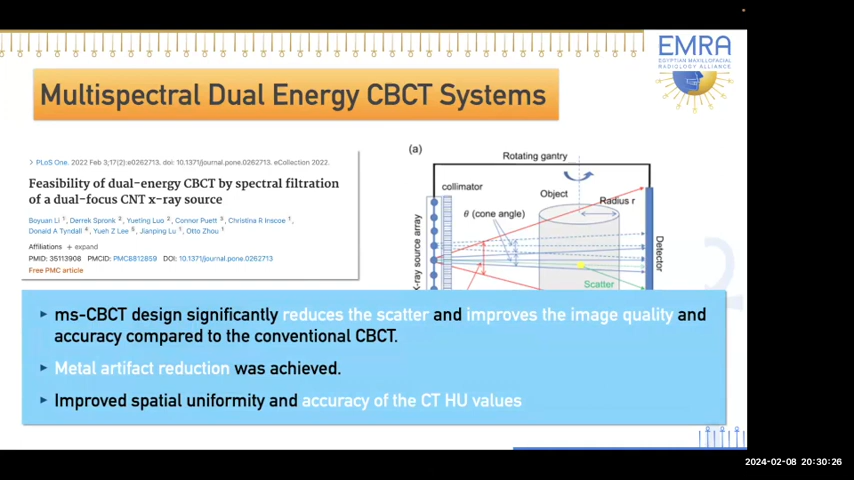 EMRA
EGYPTIAN MAXILLOFACIAL
RADIOLOGY ALLIANCE
Multispectral Dual Energy CBCT Systems
> PLoS One. 2022 Feb 3;17(2):e0262713. doi: 10.1371/journal.pone.0262713. eCollection 2022.
Feasibility of dual-energy CBCT by spectral filtration
of a dual-focus CNT x-ray source
Boyuan Li 1, Derrek Spronk 2, Yueting Luo 2, Connor Puett 3, Christina R Inscoe 1,
Donald A Tyndall 4, Yueh Z Lee 5, Jianping Lu 1, Otto Zhou 1
Affiliations + expand
PMID: 35113908 PMCID: PMC8812859 DOI: 10.1371/journal.pone.0262713
Free PMC article
(a)
Rotating gantry
collimator
Object
Radius r
θ (cone angle)
X-ray source array
Detector
Scatter
2
ms-CBCT design significantly reduces the scatter and improves the image quality and
accuracy compared to the conventional CBCT.
Metal artifact reduction was achieved.
Improved spatial uniformity and accuracy of the CT HU values
2024-02-08 20:30:26